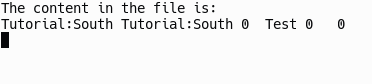 The content in the file is:
Tutorial:South Tutorial:South 0  Test 0   0